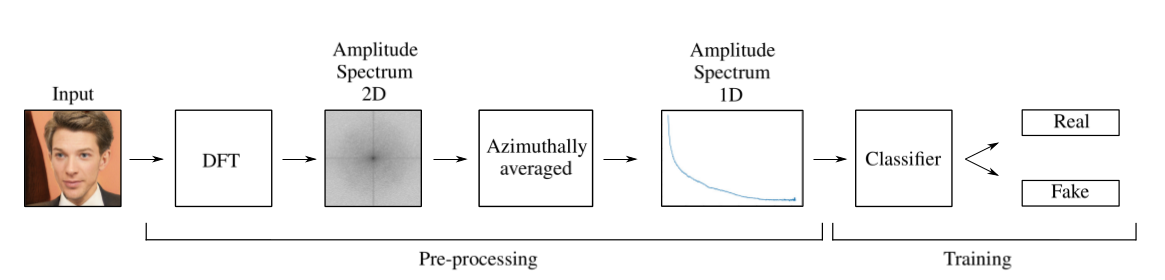 Input
DFT
Amplitude
Spectrum
2D
Azimuthally
averaged
Amplitude
Spectrum
1D
Classifier
Real
Fake
Pre-processing
Training